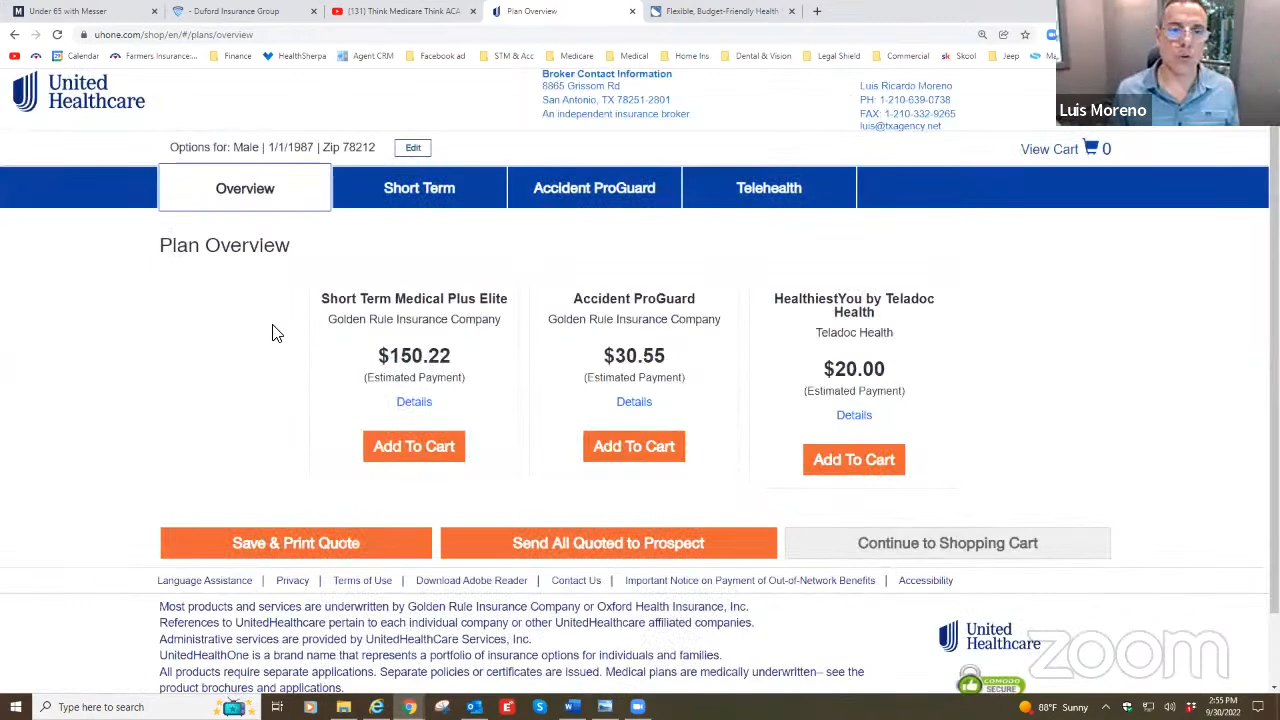 Under 65 with Messer
- Duford Insurance Group
(131) Think Medicare Think ACA
Plan Overview
Flexible, Budget-Friendly Health
uhone.com/shop/en/#/plans/overview
Calendar
Farmers Insurance:...
Finance
HealthSherpa
Agent CRM
Facebook ad
STM & Acc
Medicare
Medical
Home Ins
Dental & Vision
Legal Shield
Commercial
Skool
Jeep
United
Healthcare
Broker Contact Information
8865 Grissom Rd
San Antonio, TX 78251-2801
An independent insurance broker
Luis Ricardo Moreno
PH: 1-210-639-0738
FAX: 1-210-332-9265
luis@txagency.net
Luis Moreno
Options for: Male | 1/1/1987 | Zip 78212
Edit
View Cart 0
Overview
Short Term
Accident ProGuard
Telehealth
Plan Overview
Short Term Medical Plus Elite
Golden Rule Insurance Company
$150.22
(Estimated Payment)
Details
Add To Cart
Accident ProGuard
Golden Rule Insurance Company
$30.55
(Estimated Payment)
Details
Add To Cart
HealthiestYou by Teladoc
Health
Teladoc Health
$20.00
(Estimated Payment)
Details
Add To Cart
Save & Print Quote
Send All Quoted to Prospect
Continue to Shopping Cart
Language Assistance | Privacy | Terms of Use | Download Adobe Reader | Contact Us | Important Notice on Payment of Out-of-Network Benefits | Accessibility
Most products and services are underwritten by Golden Rule Insurance Company or Oxford Health Insurance, Inc.
References to UnitedHealthcare pertain to each individual company or other UnitedHealthcare affiliated companies.
Administrative services are provided by UnitedHealthCare Services, Inc.
UnitedHealthOne is a brand name that represents a portfolio of insurance options for individuals and families.
All products require separate applications. Separate policies or certificates are issued. Medical plans are medically underwritten– see the
product brochures and applications.
United
Healthcare
zoom
COMODO
SECURE
Type here to search
88°F Sunny
2:55 PM
9/30/2022